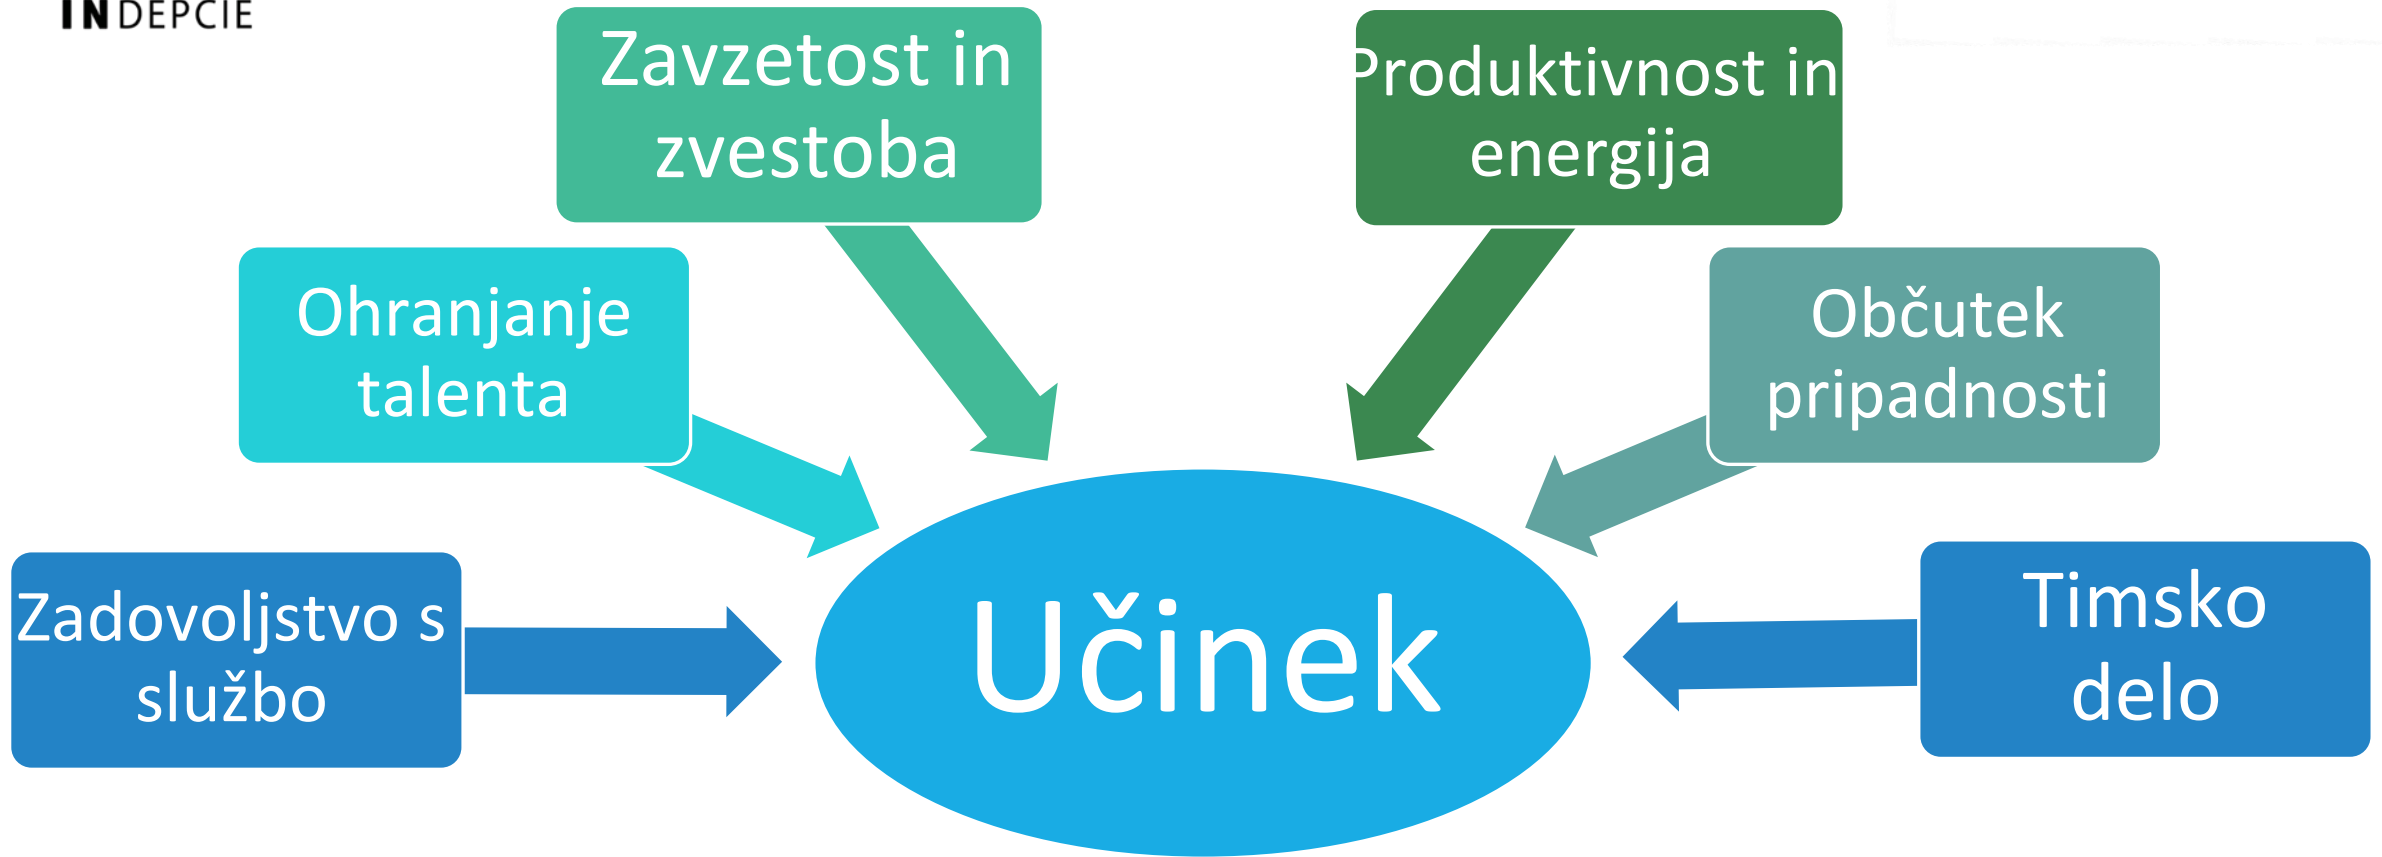 INDEPCIE
Zavzetost in
zvestoba
Produktivnost in
energija
Ohranjanje
talenta
Občutek
pripadnosti
Zadovoljstvo s
službo
Učinek
Timsko
delo